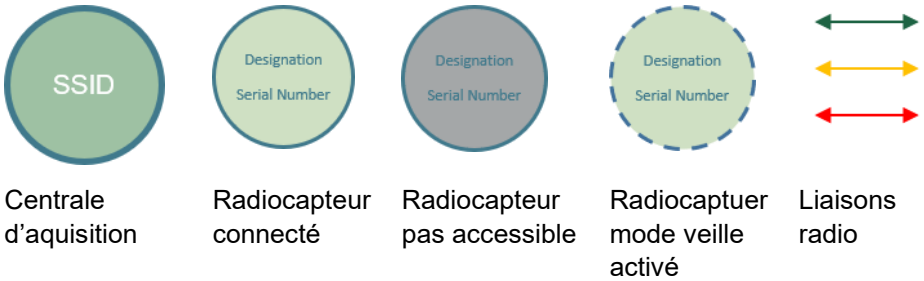 SSID
Designation
Serial Number
Designation
Serial Number
Designation
Serial Number
Centrale
d’aquisition
Radiocapteur
connecté
Radiocapteur
pas accessible
Radiocaptuer
mode veille
activé
Liaisons
radio